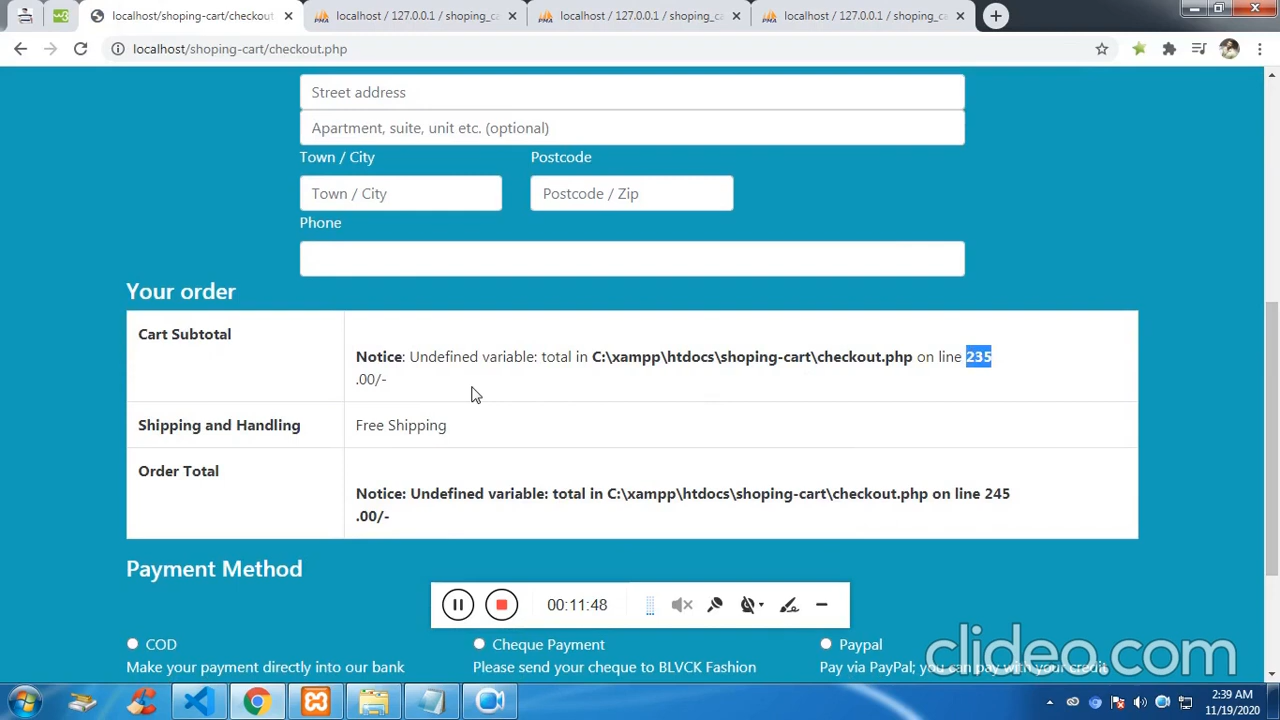 localhost/shoping-cart/checkout
localhost / 127.0.0.1 / shoping_ca
localhost / 127.0.0.1 / shoping_ca
localhost / 127.0.0.1 / shoping_ca
localhost/shoping-cart/checkout.php
Street address
Apartment, suite, unit etc. (optional)
Town / City Postcode
Town / City Postcode / Zip
Phone
Your order
Cart Subtotal
Notice: Undefined variable: total in C:\xampp\htdocs\shoping-cart\checkout.php on line 235
.00/-
Shipping and Handling Free Shipping
Order Total
Notice: Undefined variable: total in C:\xampp\htdocs\shoping-cart\checkout.php on line 245
.00/-
Payment Method
00:11:48
COD Cheque Payment Paypal
Make your payment directly into our bank Please send your cheque to BLVCK Fashion Pay via PayPal; you can pay with your credit
clideo.com
2:39 AM
11/19/2020